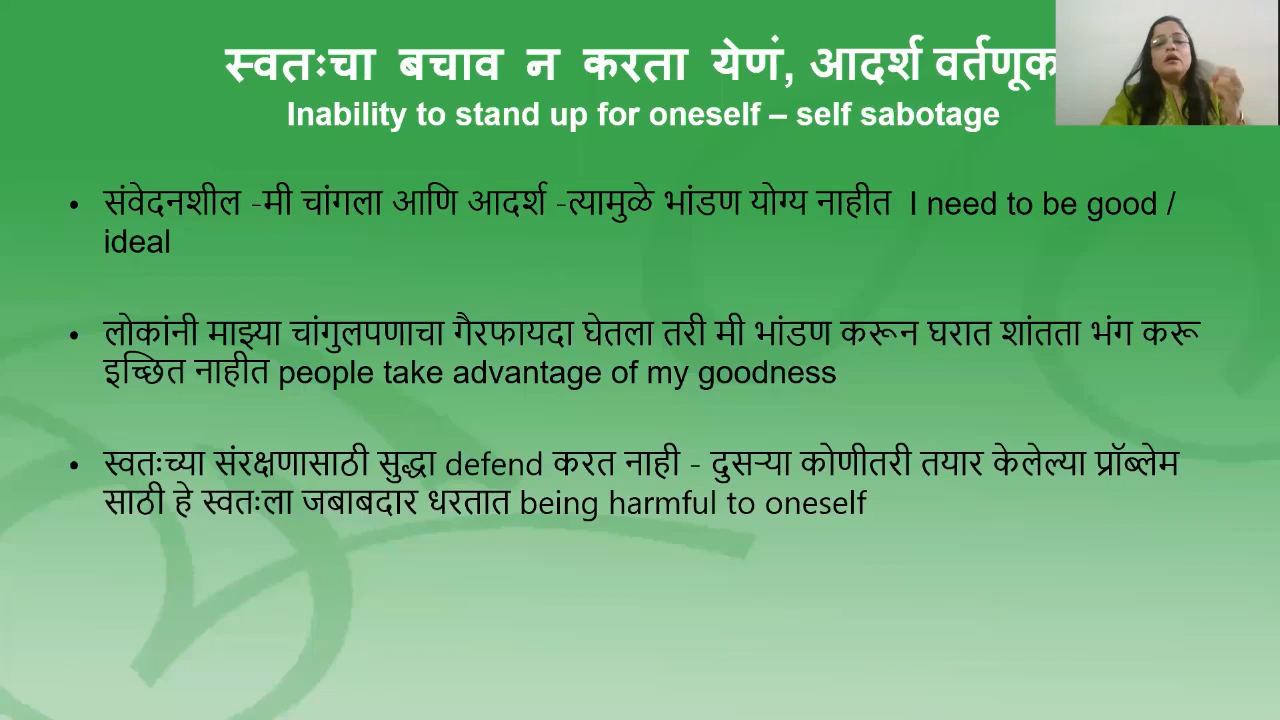 स्वतःचा बचाव न करता येणं, आदर्श वर्तणूक
Inability to stand up for oneself – self sabotage
• संवेदनशील -मी चांगला आणि आदर्श -त्यामुळे भांडण योग्य नाहीत I need to be good /
ideal
• लोकांनी माझ्या चांगुलपणाचा गैरफायदा घेतला तरी मी भांडण करून घरात शांतता भंग करू
इच्छित नाहीत people take advantage of my goodness
• स्वतःच्या संरक्षणासाठी सुद्धा defend करत नाही - दुसऱ्या कोणीतरी तयार केलेल्या प्रॉब्लेम
साठी हे स्वतःला जबाबदार धरतात being harmful to oneself